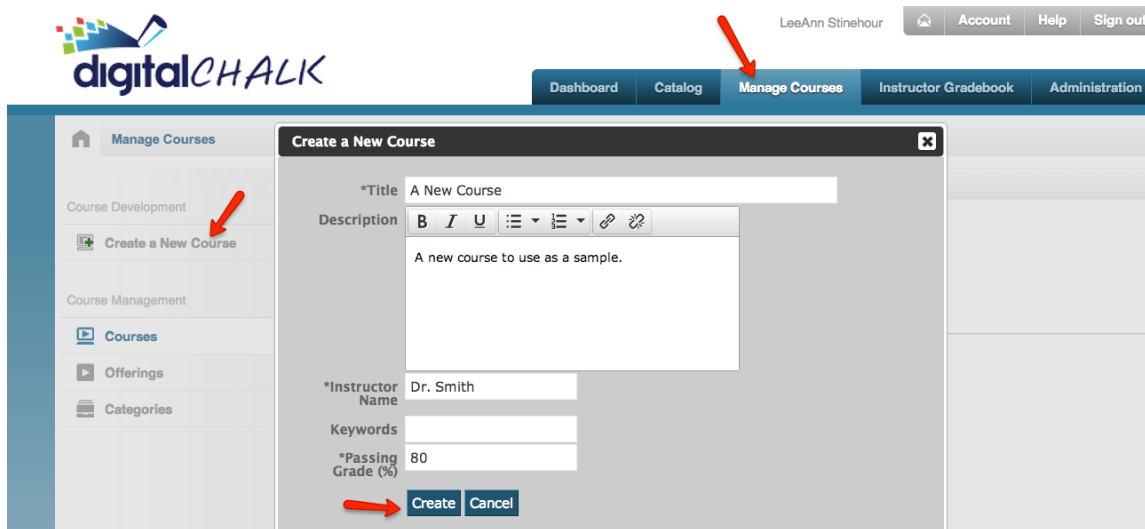 digitalCHALK
LeeAnn Stinehour
Account Help Sign out
Dashboard Catalog Manage Courses Instructor Gradebook Administration
Manage Courses
Course Development
Create a New Course
Course Management
Courses
Offerings
Categories
Create a New Course
*Title A New Course
Description B I U
A new course to use as a sample.
*Instructor
Name
Dr. Smith
Keywords
*Passing
Grade (%)
80
Create Cancel